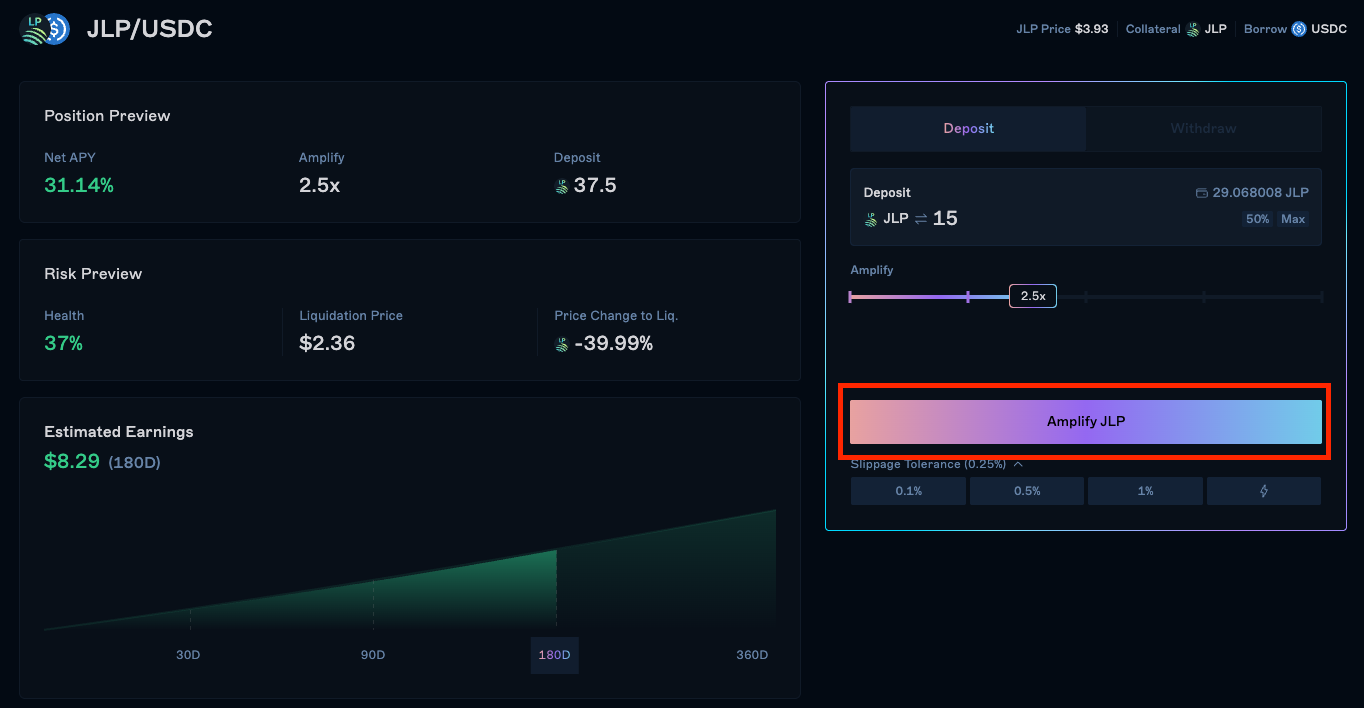 LP
JLP/USDC
JLP Price $3.93
Collateral JLP
Borrow USDC
Position Preview
Net APY
Amplify
Deposit
31.14%
2.5x
37.5
Risk Preview
Health
Liquidation Price
Price Change to Liq.
37%
$2.36
-39.99%
Estimated Earnings
$8.29 (180D)
30D
90D
180D
360D
Deposit
Withdraw
Deposit
29.068008 JLP
JLP ⇌ 15
50%
Max
Amplify
2.5x
Amplify JLP
Slippage Tolerance (0.25%)
0.1%
0.5%
1%